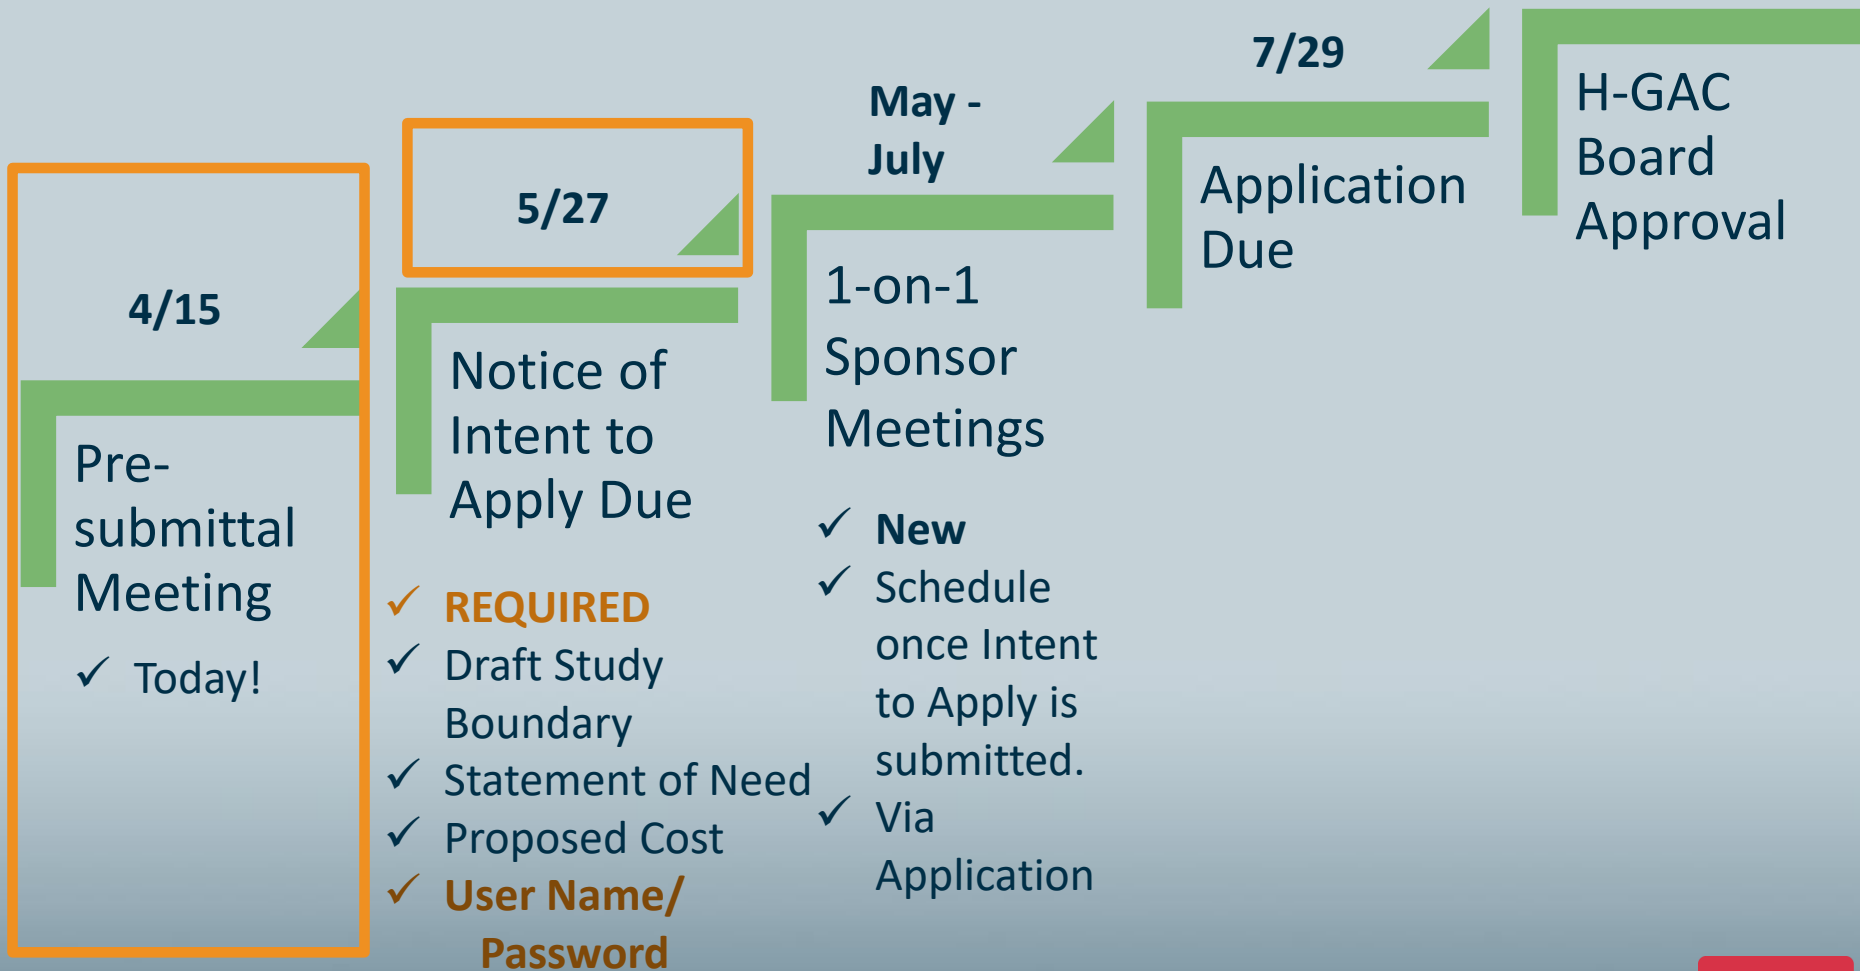 4/15
Pre-
submittal
Meeting
✓ Today!
5/27
Notice of
Intent to
Apply Due
✓ REQUIRED
✓ Draft Study
Boundary
✓ Statement of Need
✓ Proposed Cost
✓ User Name/
Password
May -
July
1-on-1
Sponsor
Meetings
✓ New
✓ Schedule
once Intent
to Apply is
submitted.
✓ Via
Application
7/29
Application
Due
H-GAC
Board
Approval